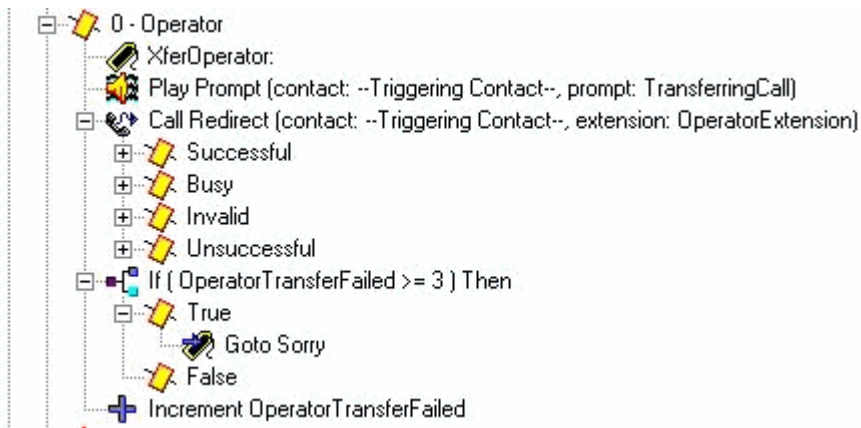 0 - Operator
XferOperator:
Play Prompt (contact: --Triggering Contact--, prompt: TransferringCall)
Call Redirect (contact: --Triggering Contact--, extension: OperatorExtension)
Successful
Busy
Invalid
Unsuccessful
If ( OperatorTransferFailed >= 3 ) Then
True
Goto Sorry
False
Increment OperatorTransferFailed